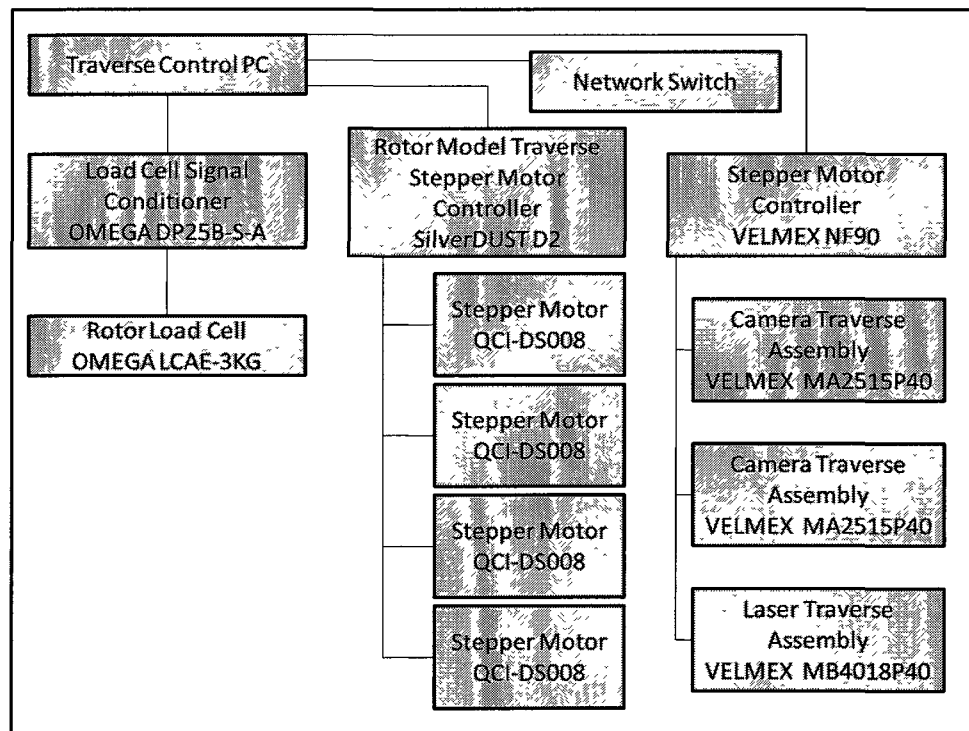 Traverse Control PC
Network Switch
Load Cell Signal
Conditioner
OMEGA DP25B-S-A
Rotor Load Cell
OMEGA LCAE-3KG
Rotor Model Traverse
Stepper Motor
Controller
SilverDUST D2
Stepper Motor
QCI-DS008
Stepper Motor
QCI-DS008
Stepper Motor
QCI-DS008
Stepper Motor
QCI-DS008
Stepper Motor
Controller
VELMEX NF90
Camera Traverse
Assembly
VELMEX MA2515P40
Camera Traverse
Assembly
VELMEX MA2515P40
Laser Traverse
Assembly
VELMEX MB4018P40